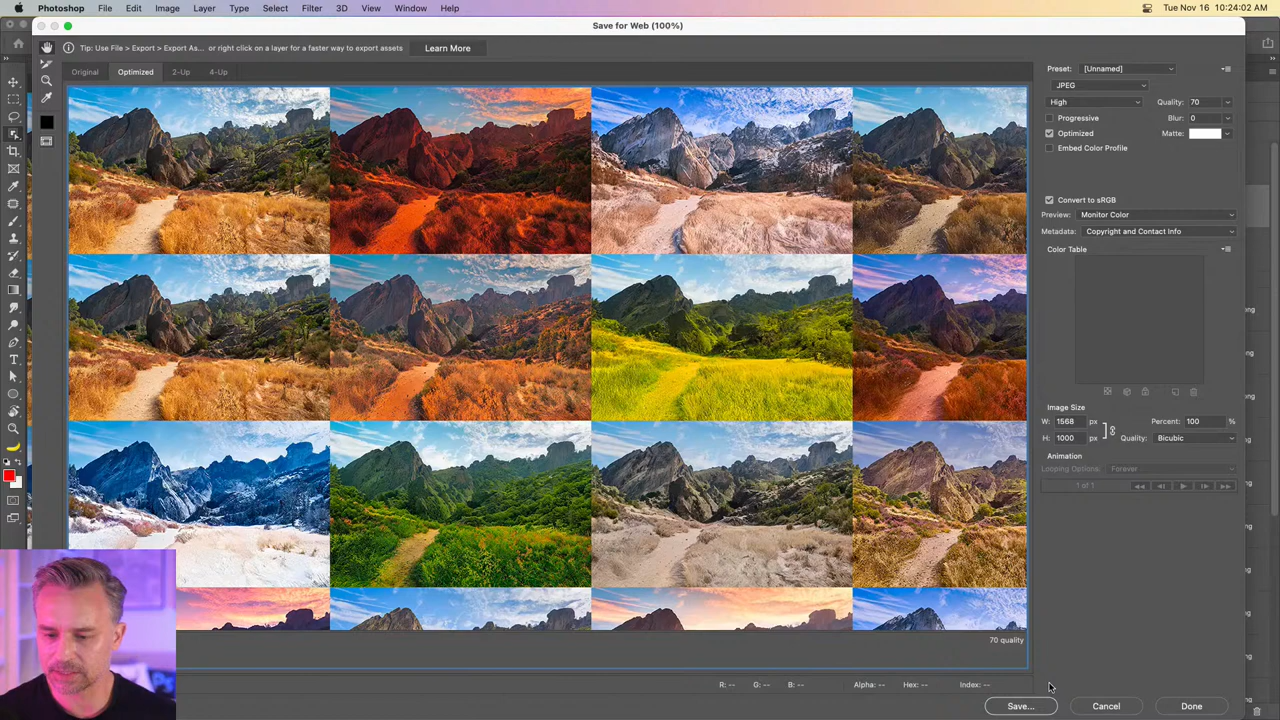 Photoshop File Edit Image Layer Type Select Filter 3D View Window Help Tue Nov 16 10:24:02 AM
Save for Web (100%)
Tip: Use File > Export > Export As... or right click on a layer for a faster way to export assets Learn More
Original Optimized 2-Up 4-Up
Preset: [Unnamed]
JPEG
High Quality: 70
Progressive Blur: 0
Optimized Matte:
Embed Color Profile
Convert to sRGB
Preview: Monitor Color
Metadata: Copyright and Contact Info
Color Table
Image Size
W: 1568 px Percent: 100 %
H: 1000 px Quality: Bicubic
Animation
Looping Options: Forever
1 of 1
70 quality
R: -- G: -- B: -- Alpha: -- Hex: -- Index: --
Save... Cancel Done